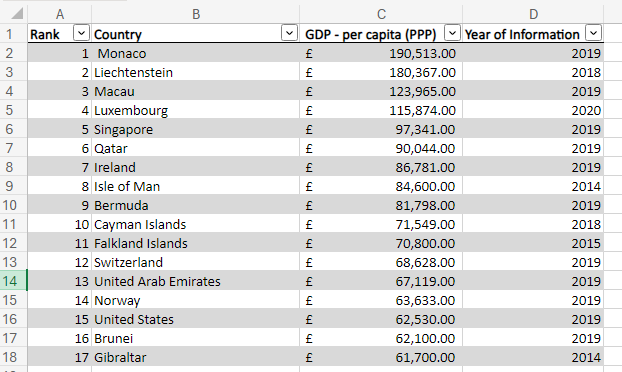 A B C D
1 Rank Country GDP - per capita (PPP) Year of Information
2 1 Monaco £ 190,513.00 2019
3 2 Liechtenstein £ 180,367.00 2018
4 3 Macau £ 123,965.00 2019
5 4 Luxembourg £ 115,874.00 2020
6 5 Singapore £ 97,341.00 2019
7 6 Qatar £ 90,044.00 2019
8 7 Ireland £ 86,781.00 2019
9 8 Isle of Man £ 84,600.00 2014
10 9 Bermuda £ 81,798.00 2019
11 10 Cayman Islands £ 71,549.00 2018
12 11 Falkland Islands £ 70,800.00 2015
13 12 Switzerland £ 68,628.00 2019
14 13 United Arab Emirates £ 67,119.00 2019
15 14 Norway £ 63,633.00 2019
16 15 United States £ 62,530.00 2019
17 16 Brunei £ 62,100.00 2019
18 17 Gibraltar £ 61,700.00 2014